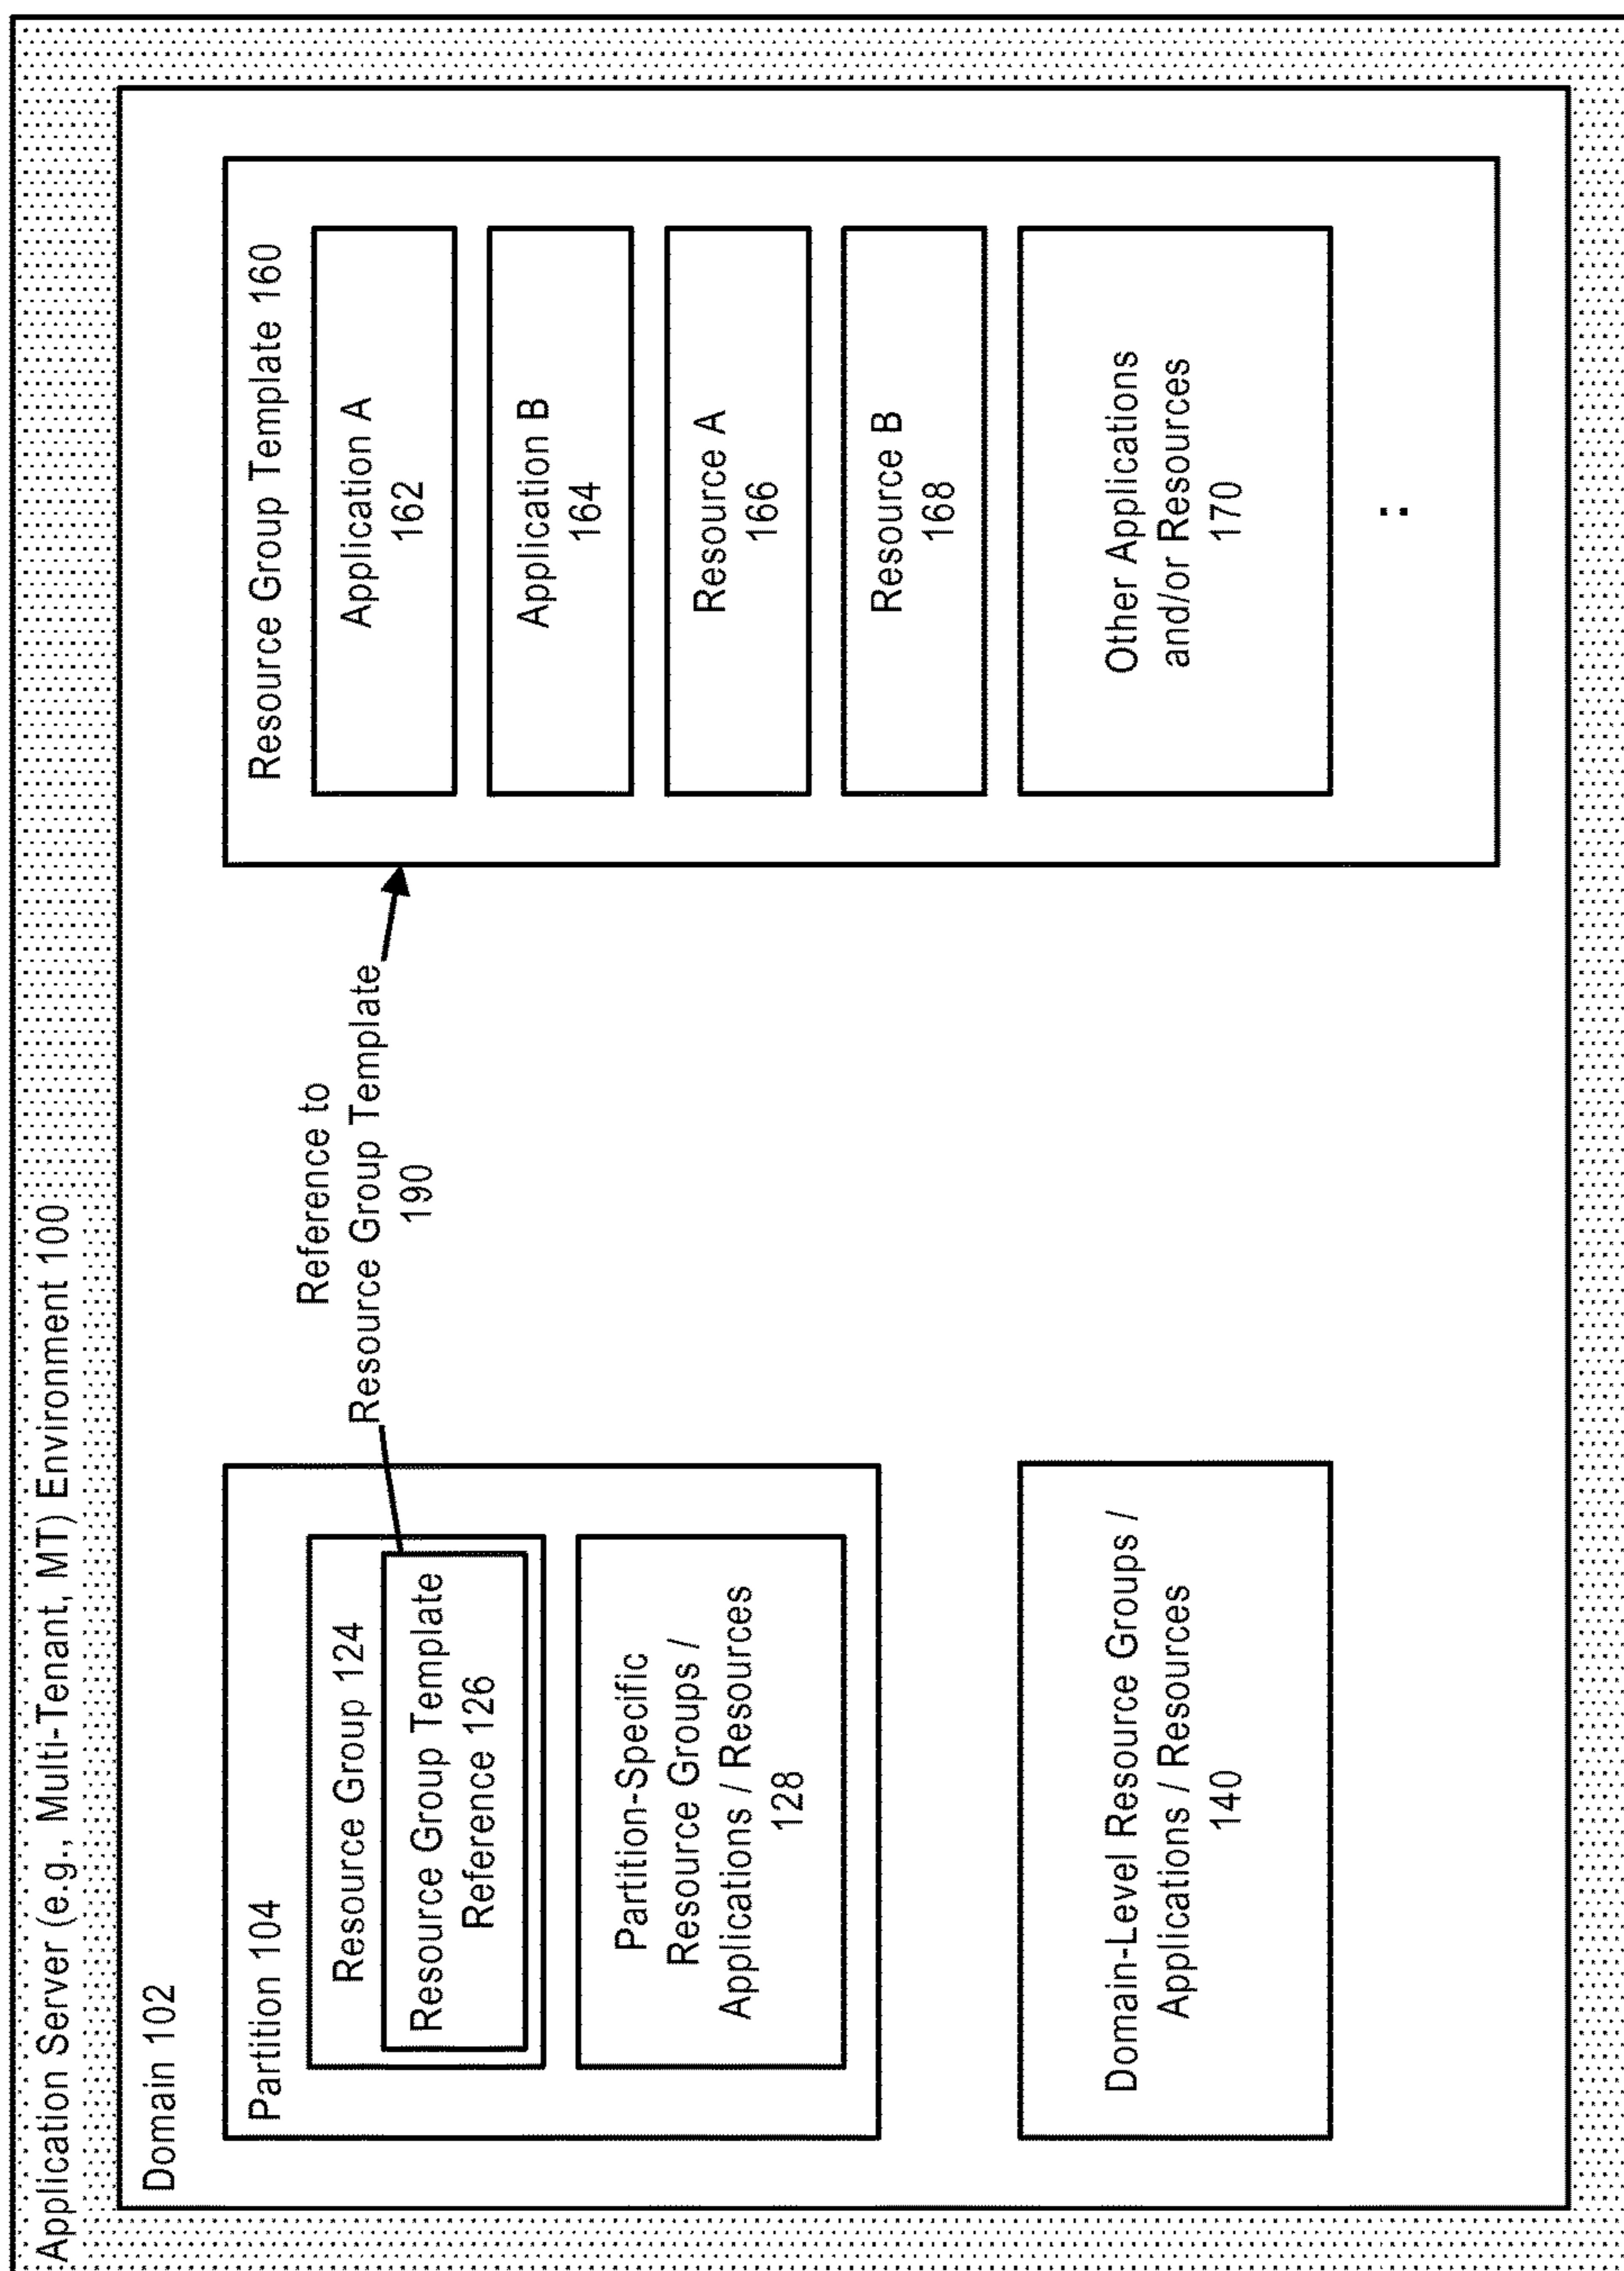 Application Server (e.g., Multi-Tenant, MT) Environment 100
Domain 102
Partition 104
Resource Group 124
Resource Group Template
Reference 126
Partition-Specific
Resource Groups /
Applications / Resources
128
Domain-Level Resource Groups /
Applications / Resources
140
Reference to
Resource Group Template
190
Resource Group Template 160
Application A
162
Application B
164
Resource A
166
Resource B
168
Other Applications
and/or Resources
170
..